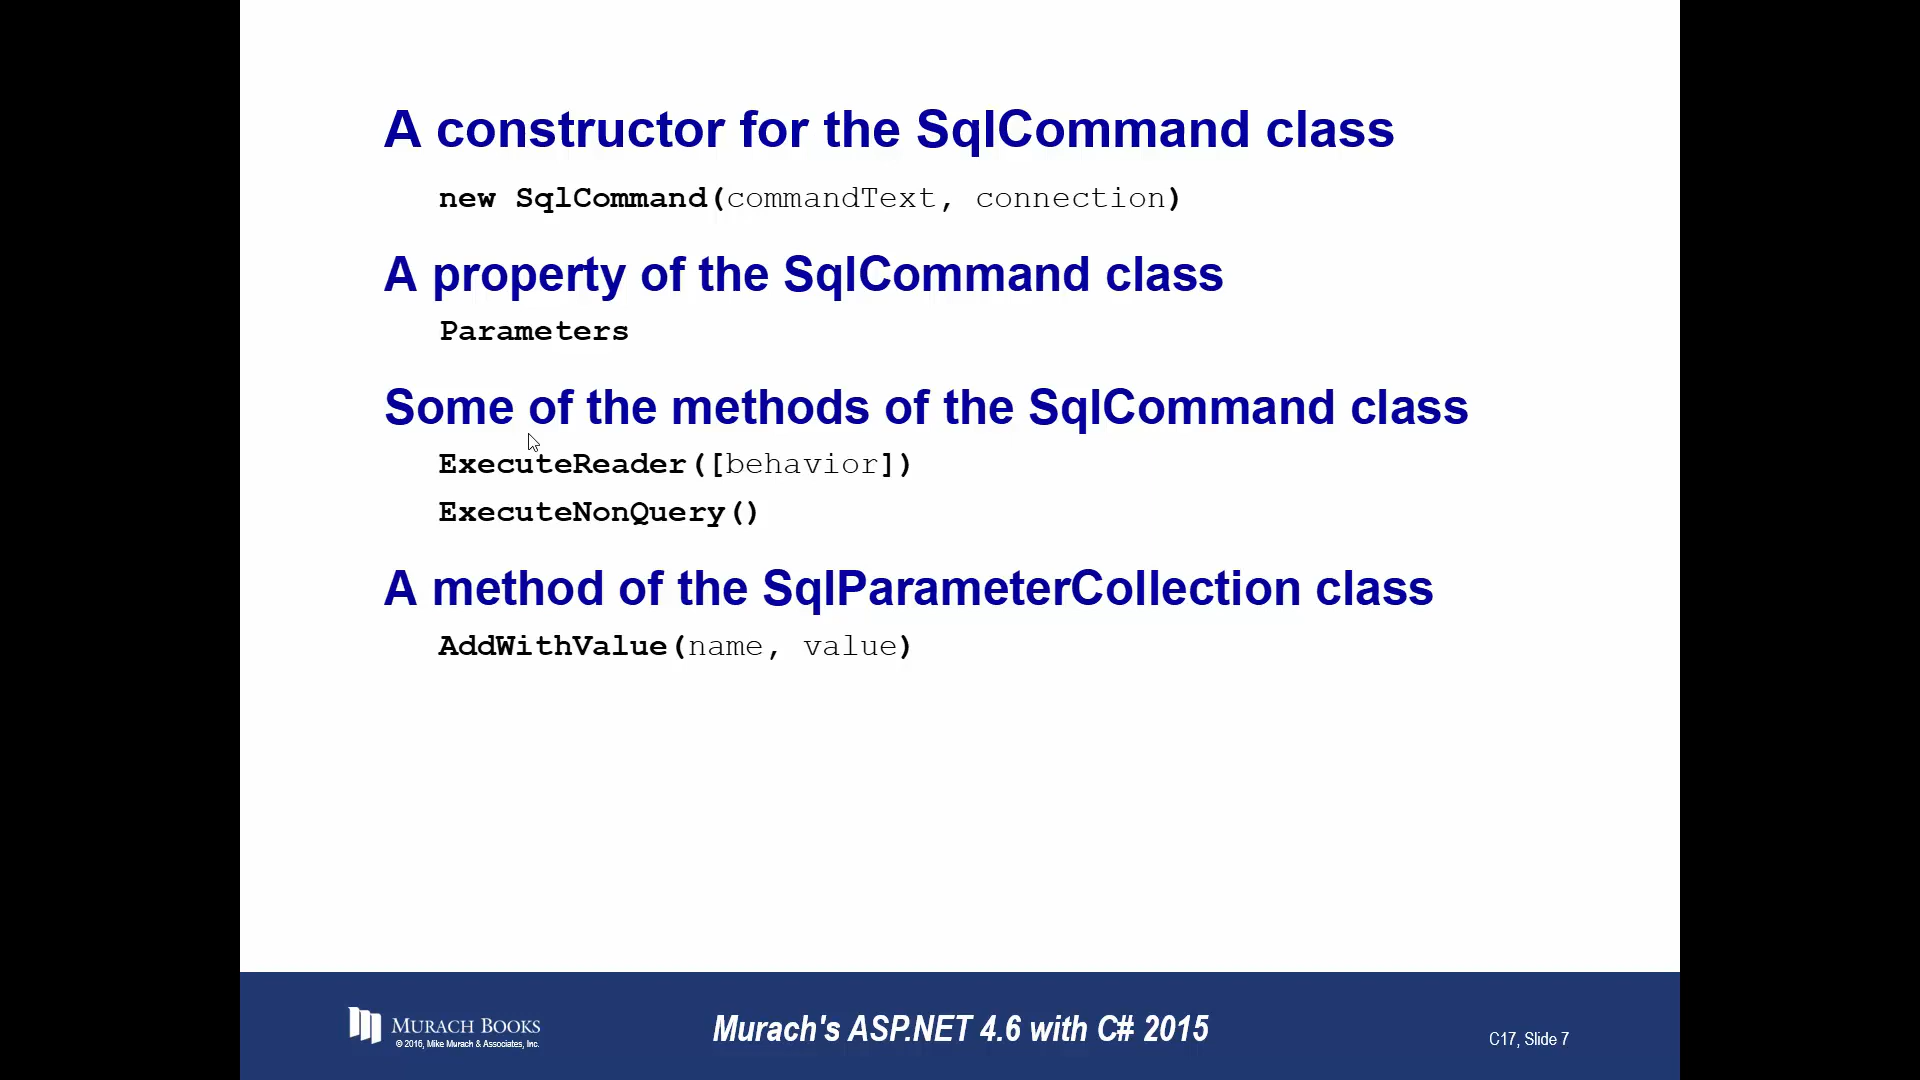 A constructor for the SqlCommand class
new SqlCommand(commandText, connection)
A property of the SqlCommand class
Parameters
Some of the methods of the SqlCommand class
ExecuteReader([behavior])
ExecuteNonQuery()
A method of the SqlParameterCollection class
AddWithValue(name, value)
MURACH BOOKS
© 2016, Mike Murach & Associates, Inc.
Murach's ASP.NET 4.6 with C# 2015
C17, Slide 7